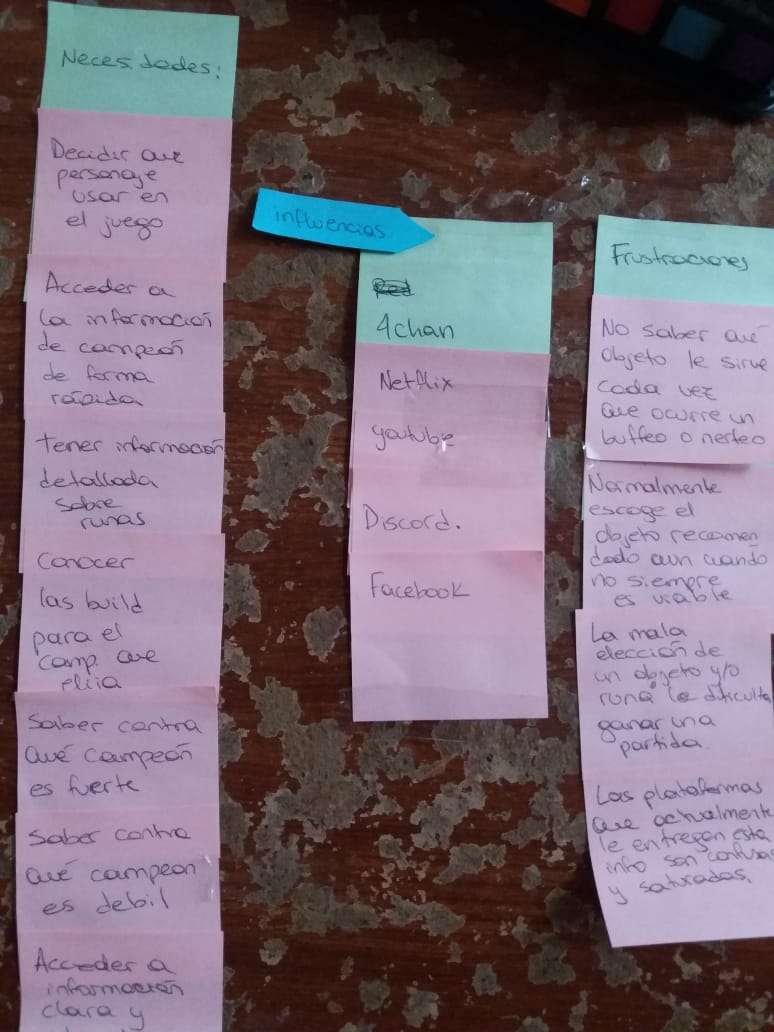 Necesidades:
Decidir que
personaje
usar en
el juego
Acceder a
la información
de campeón
de forma
rápida
tener información
detallada
sobre
runas
Conocer
las build
para el
camp. que
elija
Saber contra
qué campeón
es fuerte
Saber contra
qué campeon
es debil
Acceder a
información
clara y
influencias
4chan
Netflix
youtube
Discord.
Facebook
Frustraciones
No saber qué
objeto le sirve
cada vez
que ocurre un
buffeo o nerfeo
Normalmente
escoge el
objeto recomen
dado aun cuando
no siempre
es viable
La mala
elección de
un objeto y/o
runa le dificulta
ganar una
partida.
Las plataformas
que actualmente
le entregan esta
info son confusas
y saturadas.